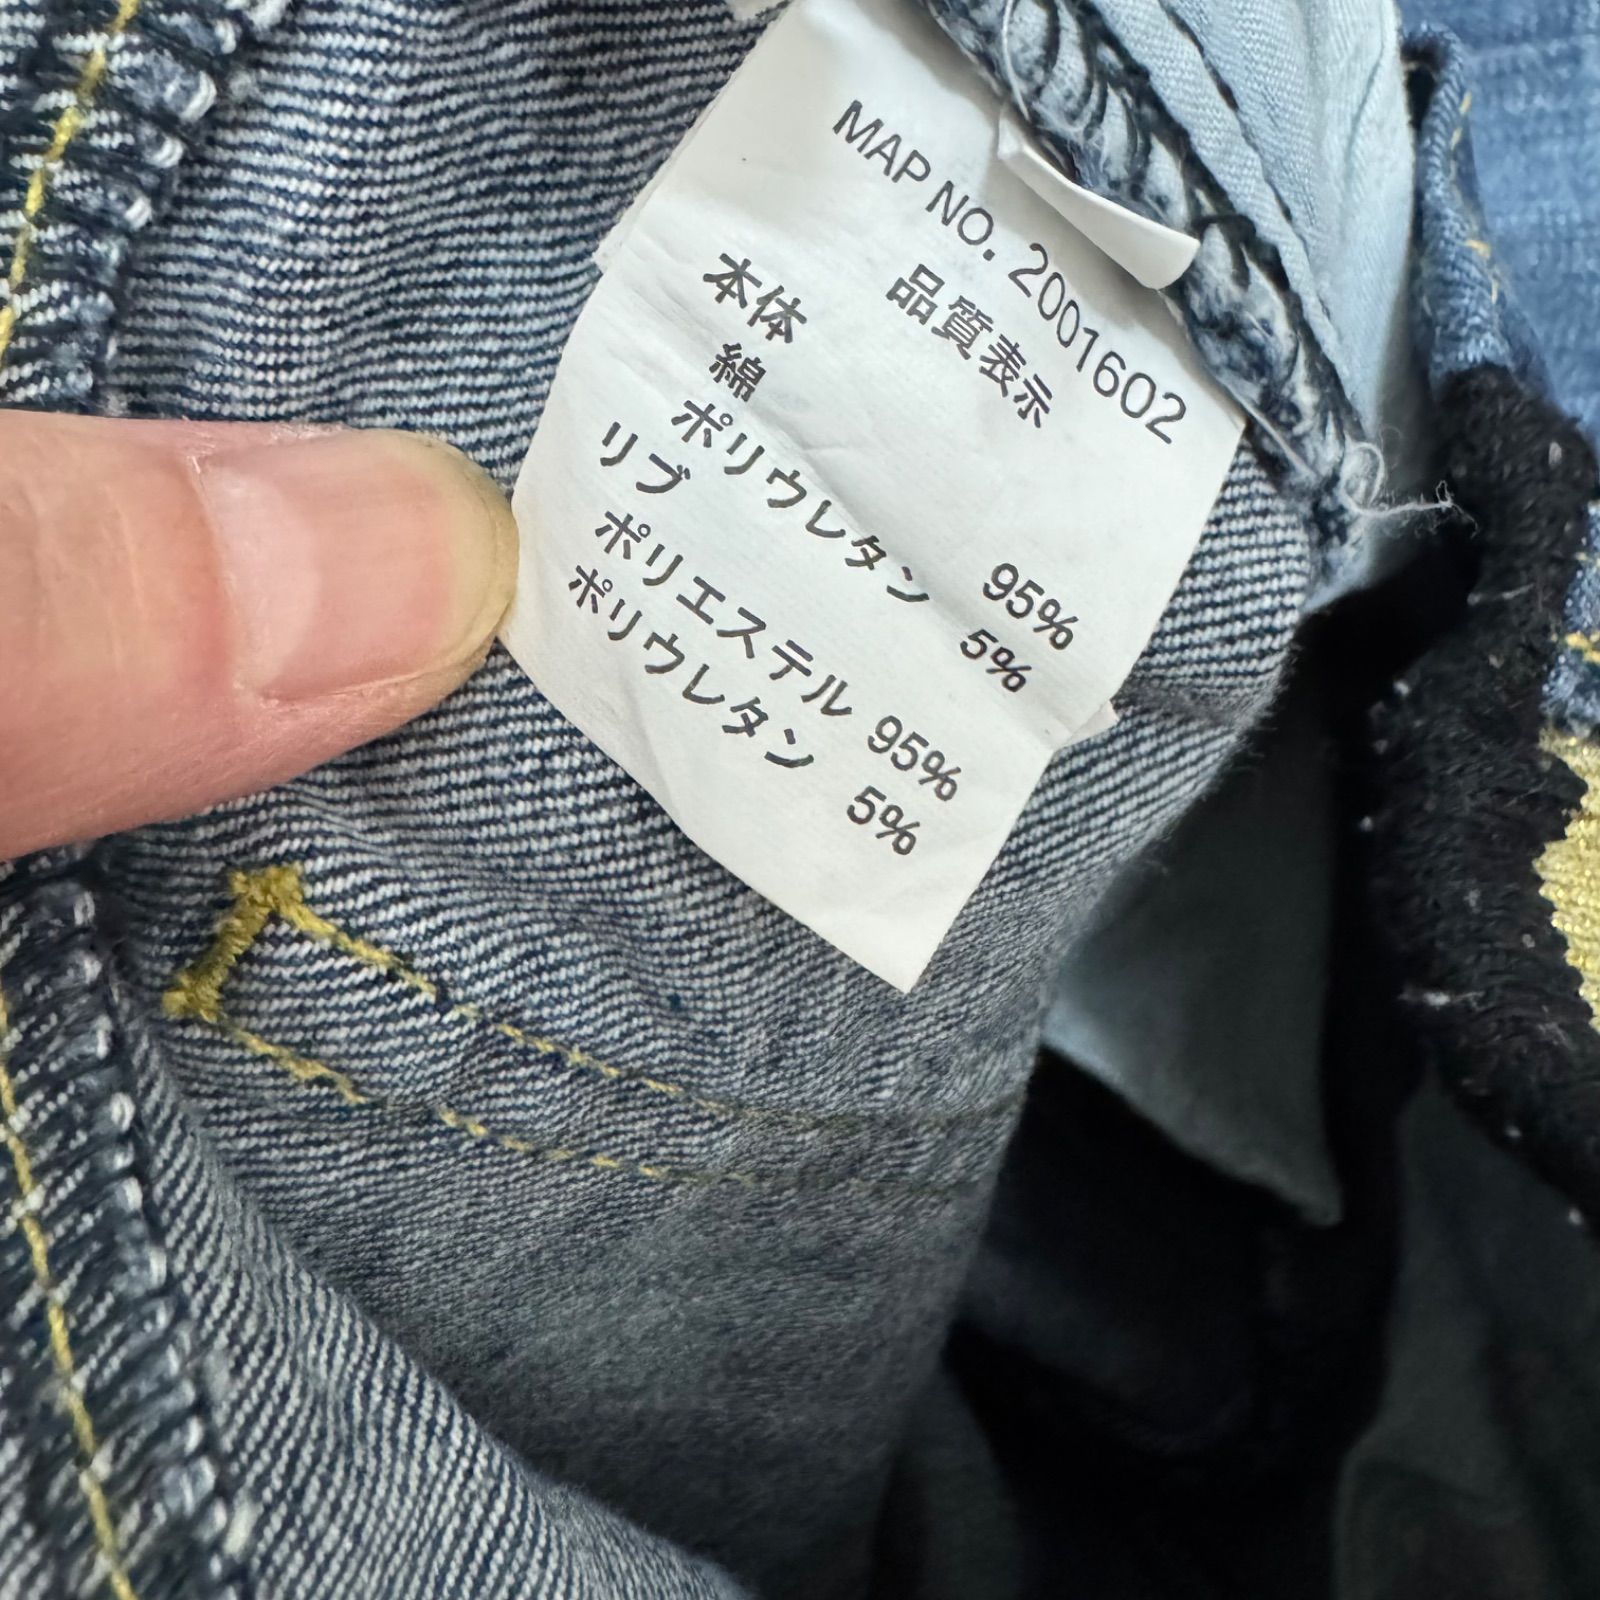 MAP NO. 2001602
品質表示
本体
綿 95%
ポリウレタン 5%
リブ
ポリエステル 95%
ポリウレタン 5%